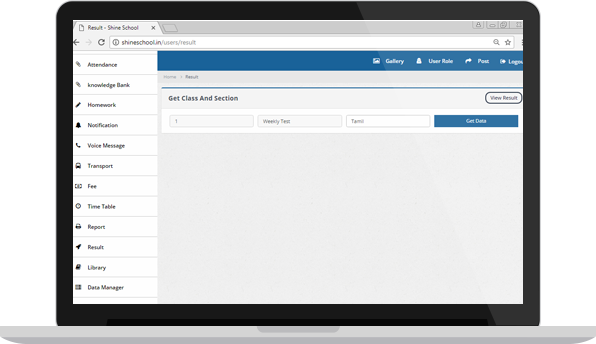 Result - Shine School
shineschool.in/users/result
Gallery User Role Post Logou
Home > Result
Attendance
knowledge Bank
Homework
Notification
Voice Message
Transport
Fee
Time Table
Report
Result
Library
Data Manager
Get Class And Section
View Result
1 Weekly Test Tamil Get Data